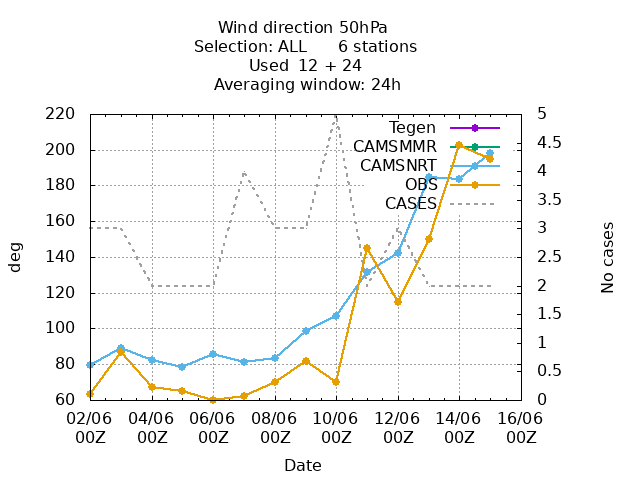 Wind direction 50hPa
Selection: ALL      6 stations
Used  12 + 24
Averaging window: 24h
220
200
180
160
140
120
100
80
60
deg
5
4.5
4
3.5
3
2.5
2
1.5
1
0.5
0
No cases
Tegen
CAMSMMR
CAMSNRT
OBS
CASES
02/06 04/06 06/06 08/06 10/06 12/06 14/06 16/06
00Z 00Z 00Z 00Z 00Z 00Z 00Z 00Z
Date